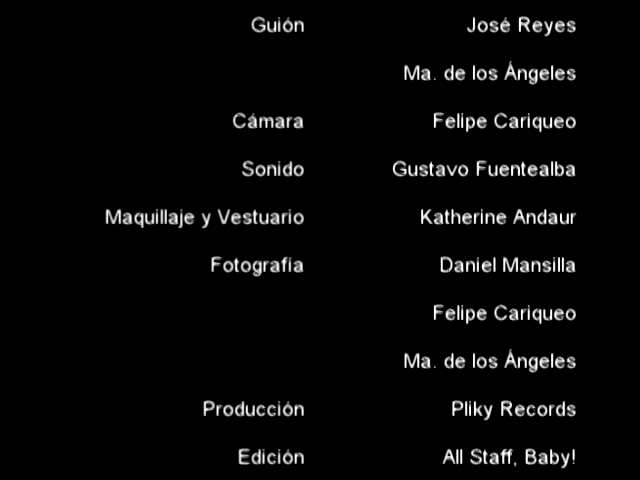 Guión José Reyes
Ma. de los Ángeles
Cámara Felipe Cariqueo
Sonido Gustavo Fuentealba
Maquillaje y Vestuario Katherine Andaur
Fotografía Daniel Mansilla
Felipe Cariqueo
Ma. de los Ángeles
Producción Pliky Records
Edición All Staff, Baby!